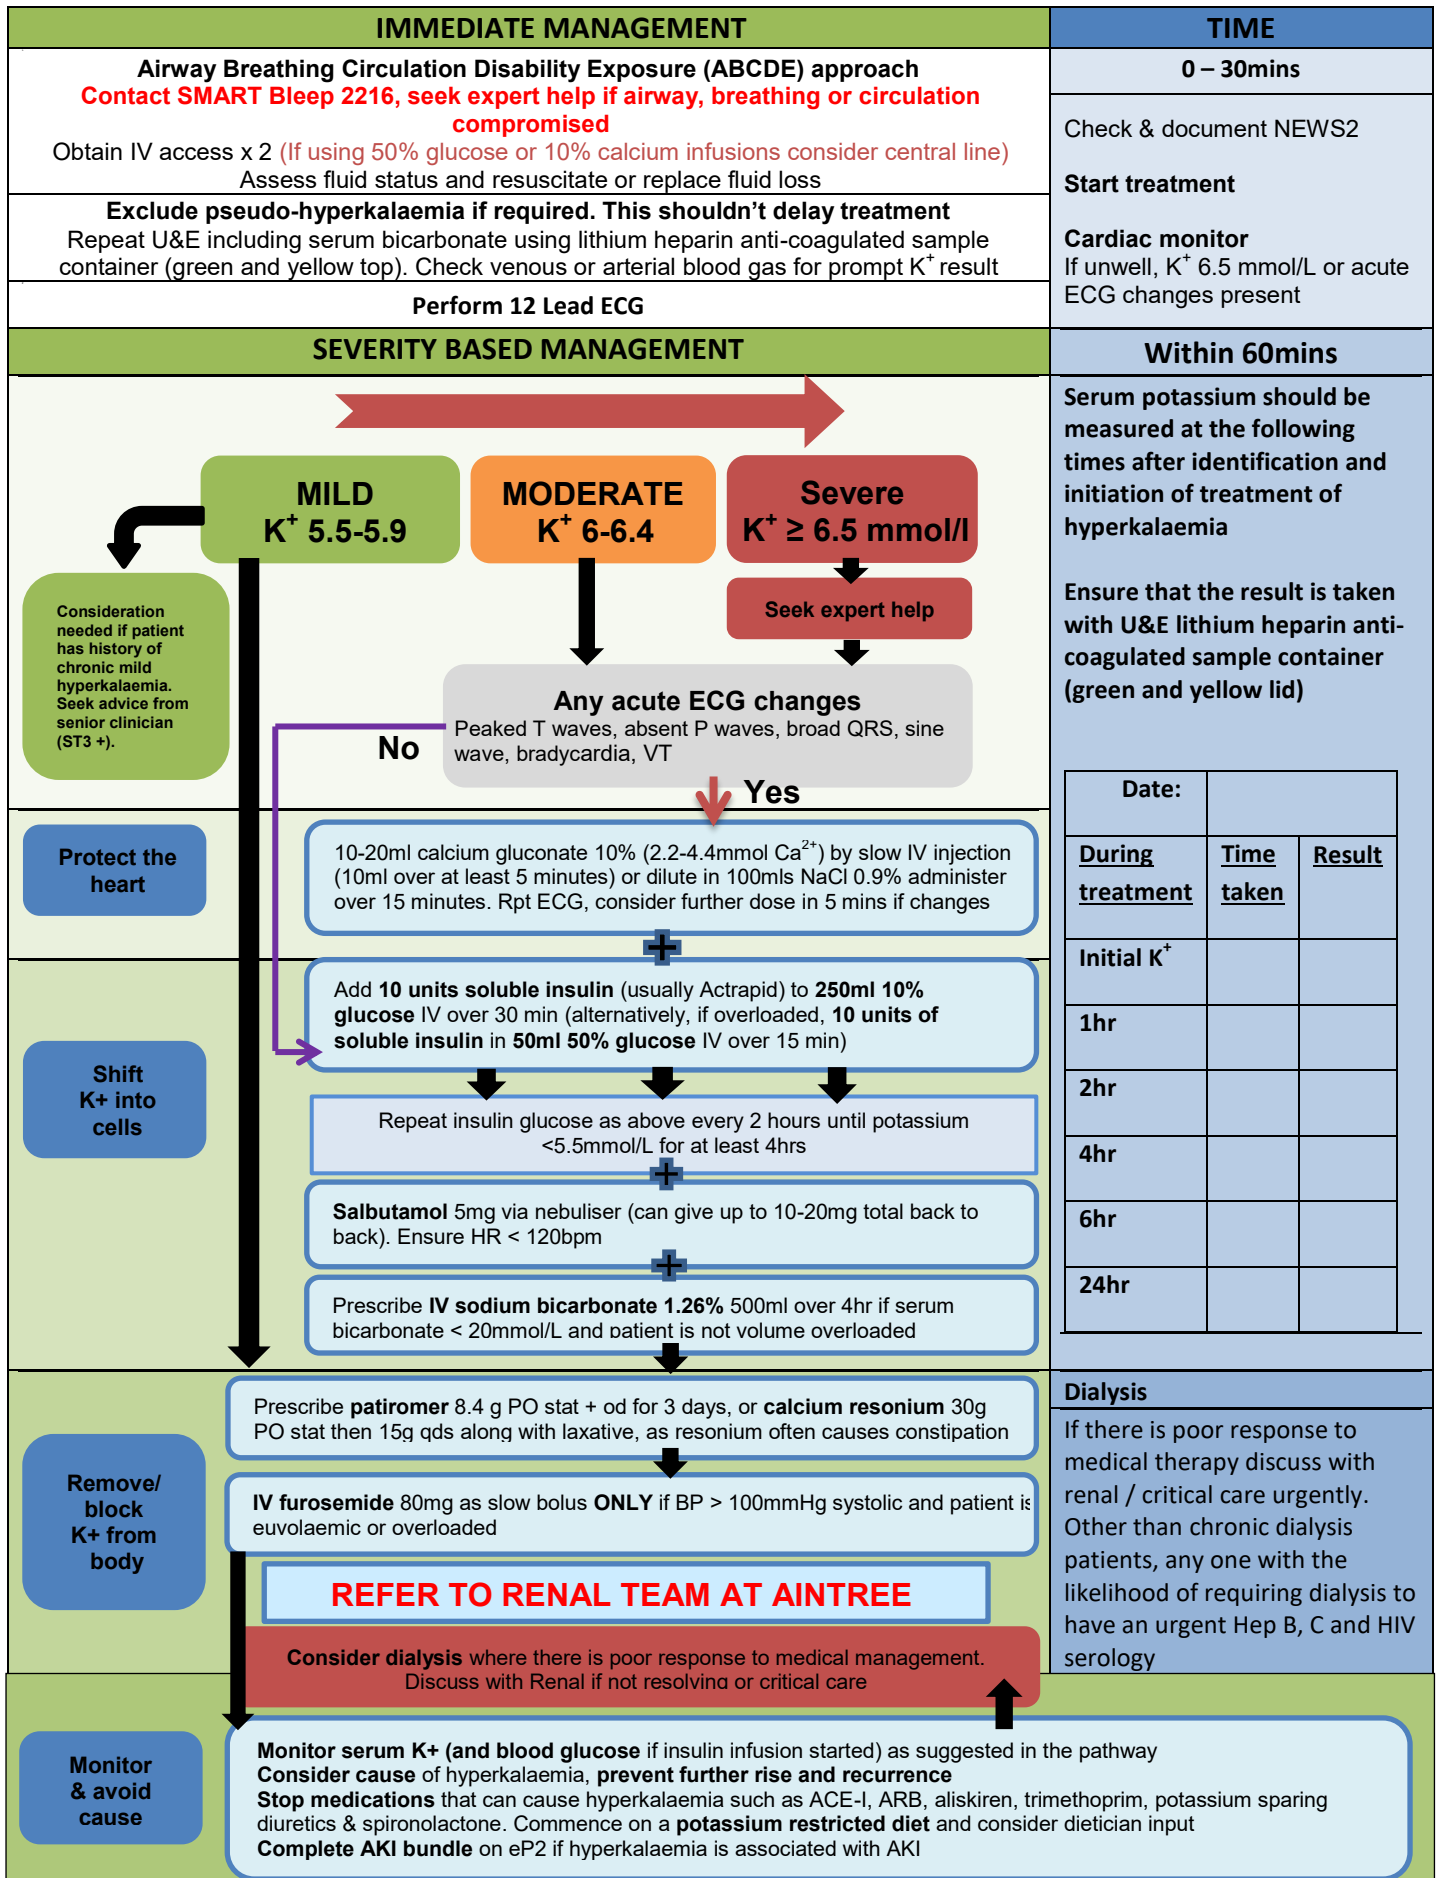 IMMEDIATE MANAGEMENT
TIME
Airway Breathing Circulation Disability Exposure (ABCDE) approach
Contact SMART Bleep 2216, seek expert help if airway, breathing or circulation
compromised
Obtain IV access x 2 (If using 50% glucose or 10% calcium infusions consider central line)
Assess fluid status and resuscitate or replace fluid loss
Exclude pseudo-hyperkalaemia if required. This shouldn't delay treatment
Repeat U&E including serum bicarbonate using lithium heparin anti-coagulated sample
container (green and yellow top). Check venous or arterial blood gas for prompt K+ result
Perform 12 Lead ECG
0 – 30mins
Check & document NEWS2
Start treatment
Cardiac monitor
If unwell, K+ 6.5 mmol/L or acute
ECG changes present
SEVERITY BASED MANAGEMENT
Within 60mins
MILD
K+ 5.5-5.9
MODERATE
K+ 6-6.4
Severe
K+ ≥ 6.5 mmol/l
Seek expert help
Consideration
needed if patient
has history of
chronic mild
hyperkalaemia.
Seek advice from
senior clinician
(ST3 +).
Any acute ECG changes
Peaked T waves, absent P waves, broad QRS, sine
wave, bradycardia, VT
No
Yes
Protect the
heart
10-20ml calcium gluconate 10% (2.2-4.4mmol Ca2+) by slow IV injection
(10ml over at least 5 minutes) or dilute in 100mls NaCl 0.9% administer
over 15 minutes. Rpt ECG, consider further dose in 5 mins if changes
+
Shift
K+ into
cells
Add 10 units soluble insulin (usually Actrapid) to 250ml 10%
glucose IV over 30 min (alternatively, if overloaded, 10 units of
soluble insulin in 50ml 50% glucose IV over 15 min)
Repeat insulin glucose as above every 2 hours until potassium
<5.5mmol/L for at least 4hrs
+
Salbutamol 5mg via nebuliser (can give up to 10-20mg total back to
back). Ensure HR < 120bpm
+
Prescribe IV sodium bicarbonate 1.26% 500ml over 4hr if serum
bicarbonate < 20mmol/L and patient is not volume overloaded
Serum potassium should be
measured at the following
times after identification and
initiation of treatment of
hyperkalaemia
Ensure that the result is taken
with U&E lithium heparin anti-
coagulated sample container
(green and yellow lid)
Date:
During
treatment
Time
taken
Result
Initial K+
1hr
2hr
4hr
6hr
24hr
Remove/
block
K+ from
body
Prescribe patiromer 8.4 g PO stat + od for 3 days, or calcium resonium 30g
PO stat then 15g qds along with laxative, as resonium often causes constipation
IV furosemide 80mg as slow bolus ONLY if BP > 100mmHg systolic and patient is
euvolaemic or overloaded
REFER TO RENAL TEAM AT AINTREE
Consider dialysis where there is poor response to medical management.
Discuss with Renal if not resolving or critical care
Dialysis
If there is poor response to
medical therapy discuss with
renal / critical care urgently.
Other than chronic dialysis
patients, any one with the
likelihood of requiring dialysis to
have an urgent Hep B, C and HIV
serology
Monitor
& avoid
cause
Monitor serum K+ (and blood glucose if insulin infusion started) as suggested in the pathway
Consider cause of hyperkalaemia, prevent further rise and recurrence
Stop medications that can cause hyperkalaemia such as ACE-I, ARB, aliskiren, trimethoprim, potassium sparing
diuretics & spironolactone. Commence on a potassium restricted diet and consider dietician input
Complete AKI bundle on eP2 if hyperkalaemia is associated with AKI